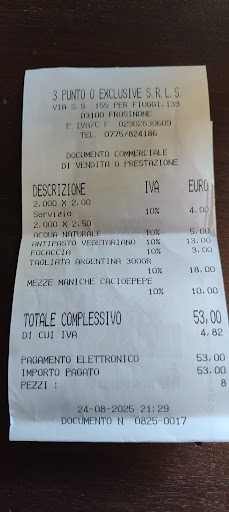 3 PUNTO 0 EXCLUSIVE S.R.L.S.
VIA S.S. 155 PER FIUGGI,133
03100 FROSINONE
P.IVA/C.F. 02902830609
TEL. 0775/824186
DOCUMENTO COMMERCIALE
DI VENDITA O PRESTAZIONE
DESCRIZIONE IVA EURO
2,000 X 2,00
Servizio 10% 4,00
2,000 X 2,50
ACQUA NATURALE 10% 5,00
ANTIPASTO VEGETARIANO 10% 13,00
FOCACCIA 10% 3,00
TAGLIATA ARGENTINA 300GR
10% 18,00
MEZZE MANICHE CACIOEPEPE
10% 10,00
TOTALE COMPLESSIVO 53,00
DI CUI IVA 4,82
PAGAMENTO ELETTRONICO 53,00
IMPORTO PAGATO 53,00
PEZZI: 8
24-08-2025 21:29
DOCUMENTO N. 0825-0017